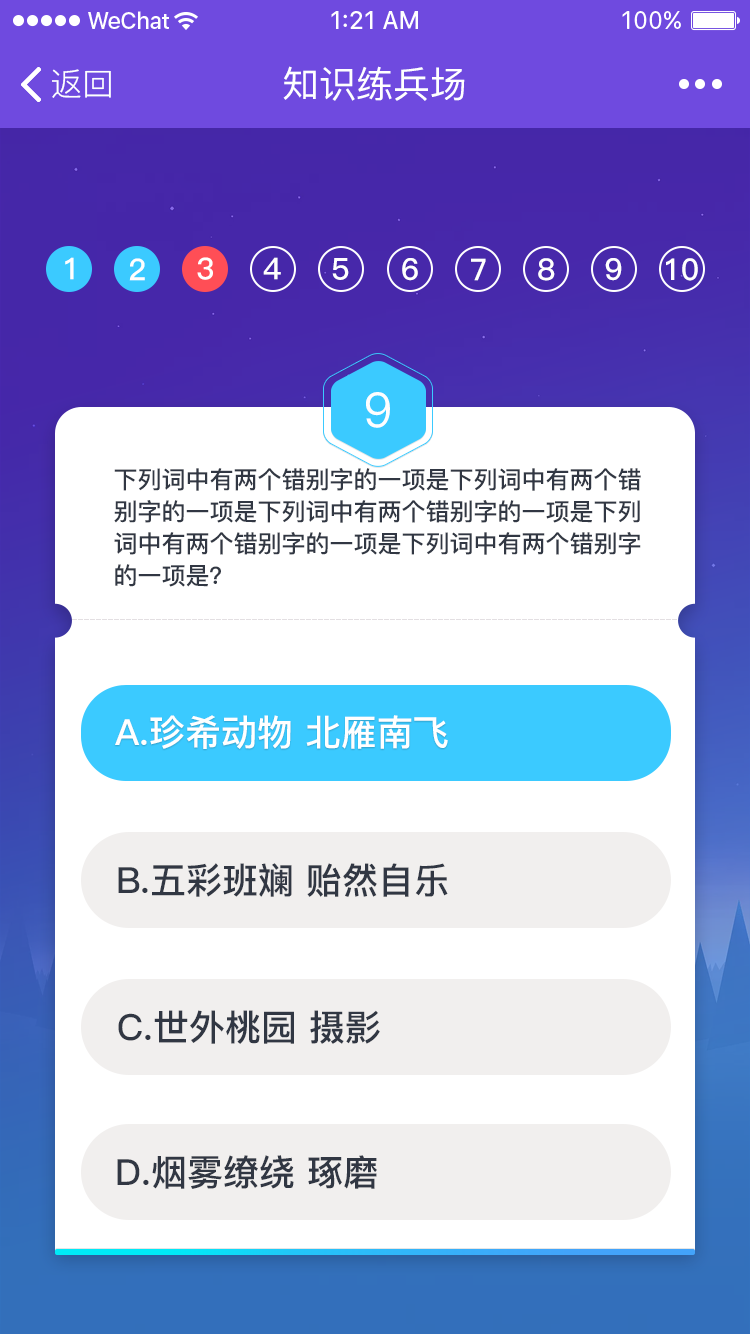 WeChat 1:21 AM 100%
返回 知识练兵场
1 2 3 4 5 6 7 8 9 10
9
下列词中有两个错别字的一项是下列词中有两个错
别字的一项是下列词中有两个错别字的一项是下列
词中有两个错别字的一项是下列词中有两个错别字
的一项是?
A.珍希动物 北雁南飞
B.五彩班斓 贻然自乐
C.世外桃园 摄影
D.烟雾缭绕 琢磨